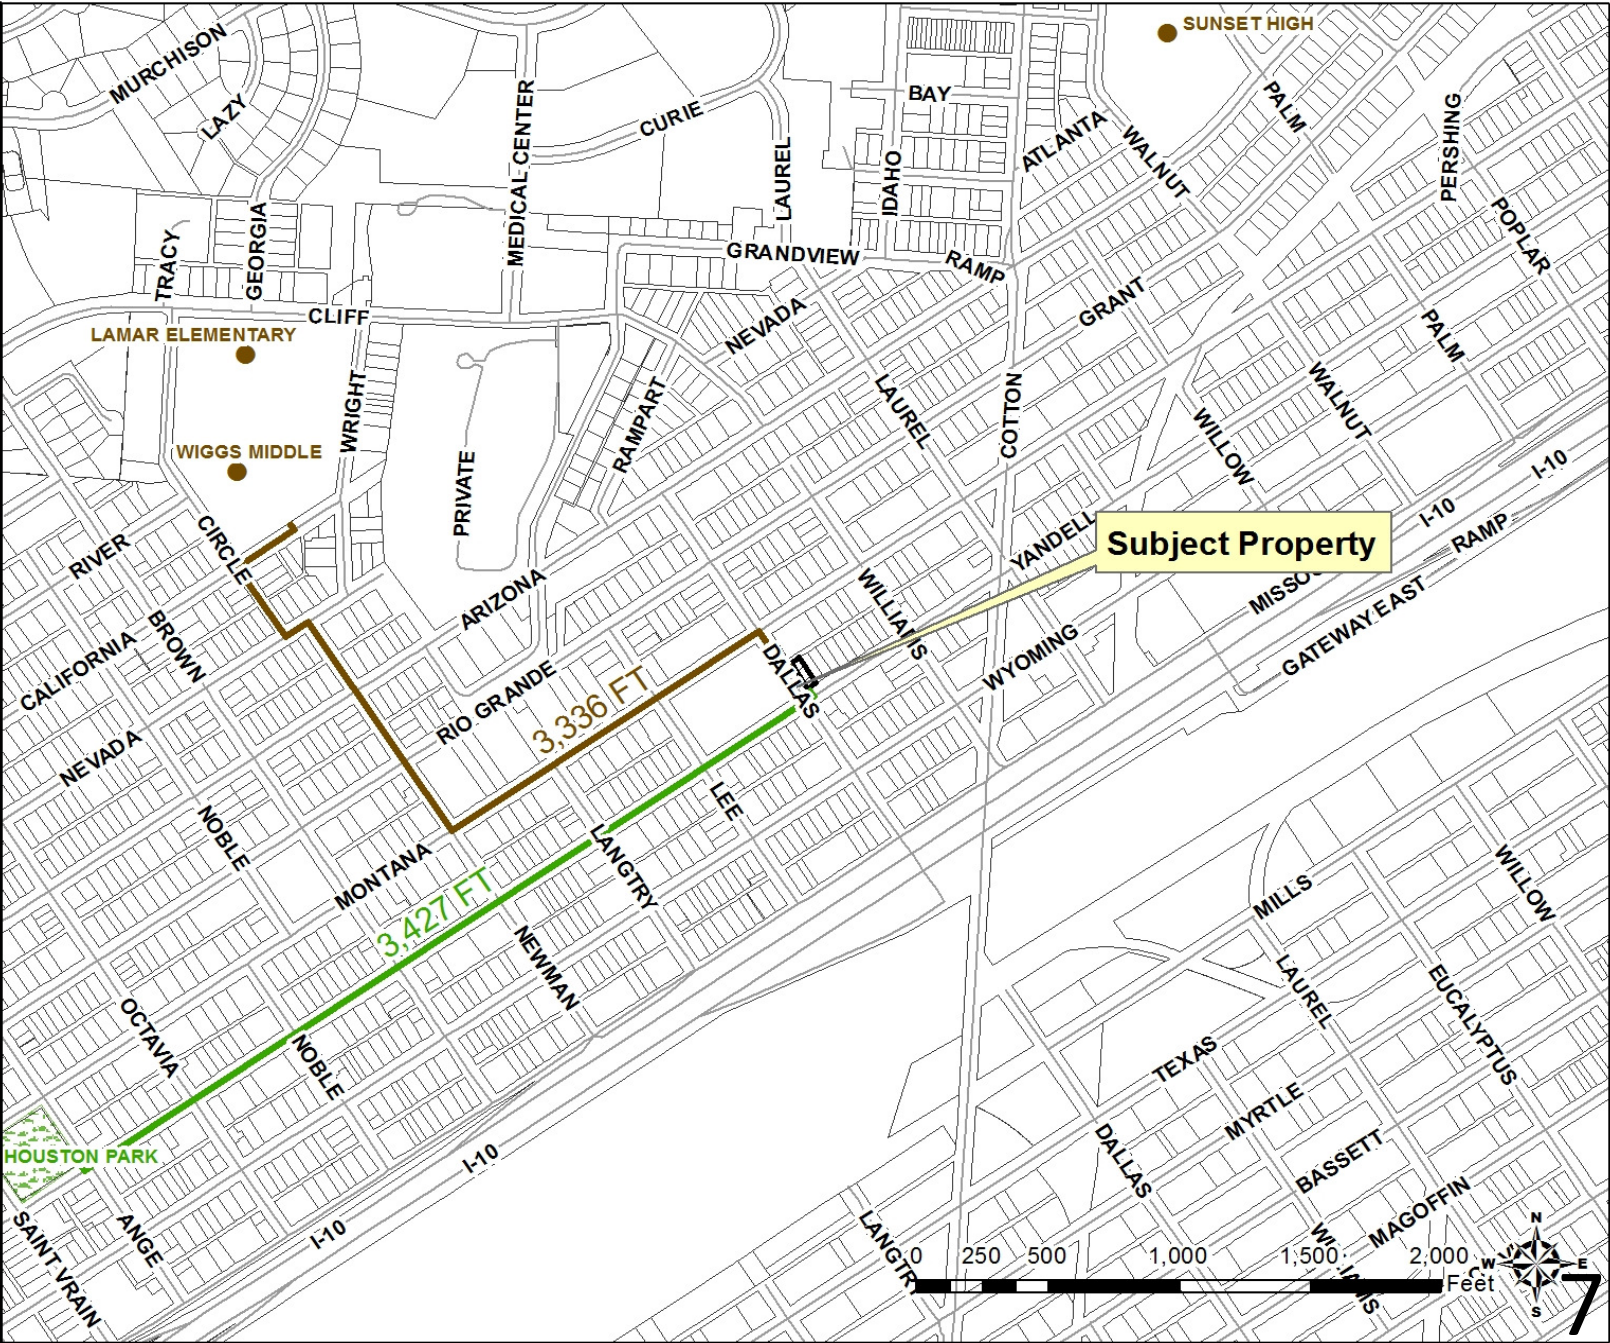 SUNSET HIGH
MURCHISON
LAZY
MEDICAL CENTER
CURIE
BAY
PALM
PERSHING
ATLANTA
WALNUT
LAUREL
IDAHO
POPLAR
TRACY
GEORGIA
GRANDVIEW
RAMP
CLIFF
NEVADA
GRANT
PALM
LAMAR ELEMENTARY
WRIGHT
RAMPART
LAUREL
COTTON
WALNUT
WILLOW
WIGGS MIDDLE
PRIVATE
I-10
I-10
RAMP
RIVER
CIRCLE
YANDELL
Subject Property
ARIZONA
WILLIAMS
MISSO
GATEWAY EAST
CALIFORNIA
BROWN
WYOMING
DALLAS
RIO GRANDE
3,336 FT
NEVADA
LEE
NOBLE
MONTANA
LANGTRY
3,427 FT
MILLS
WILLOW
NEWMAN
OCTAVIA
NOBLE
LAUREL
EUCALYPTUS
TEXAS
MYRTLE
HOUSTON PARK
I-10
DALLAS
BASSETT
SAINT VRAIN
ANGE
I-10
LANGTR
MAGOFFIN
0 250 500 1,000 1,500 2,000
Feet
N
W E
S
7